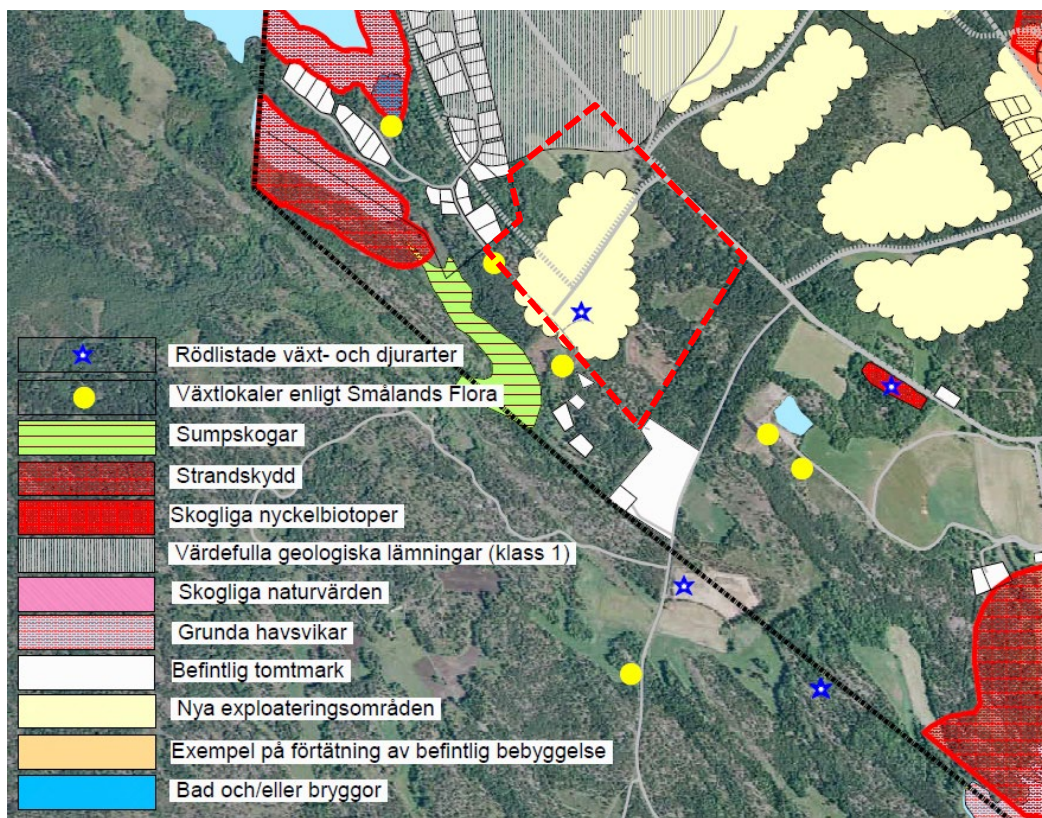 Rödlistade växt- och djurarter
Växtlokaler enligt Smålands Flora
Sumpskogar
Strandskydd
Skogliga nyckelbiotoper
Värdefulla geologiska lämningar (klass 1)
Skogliga naturvärden
Grunda havsvikar
Befintlig tomtmark
Nya exploateringsområden
Exempel på förtätning av befintlig bebyggelse
Bad och/eller bryggor